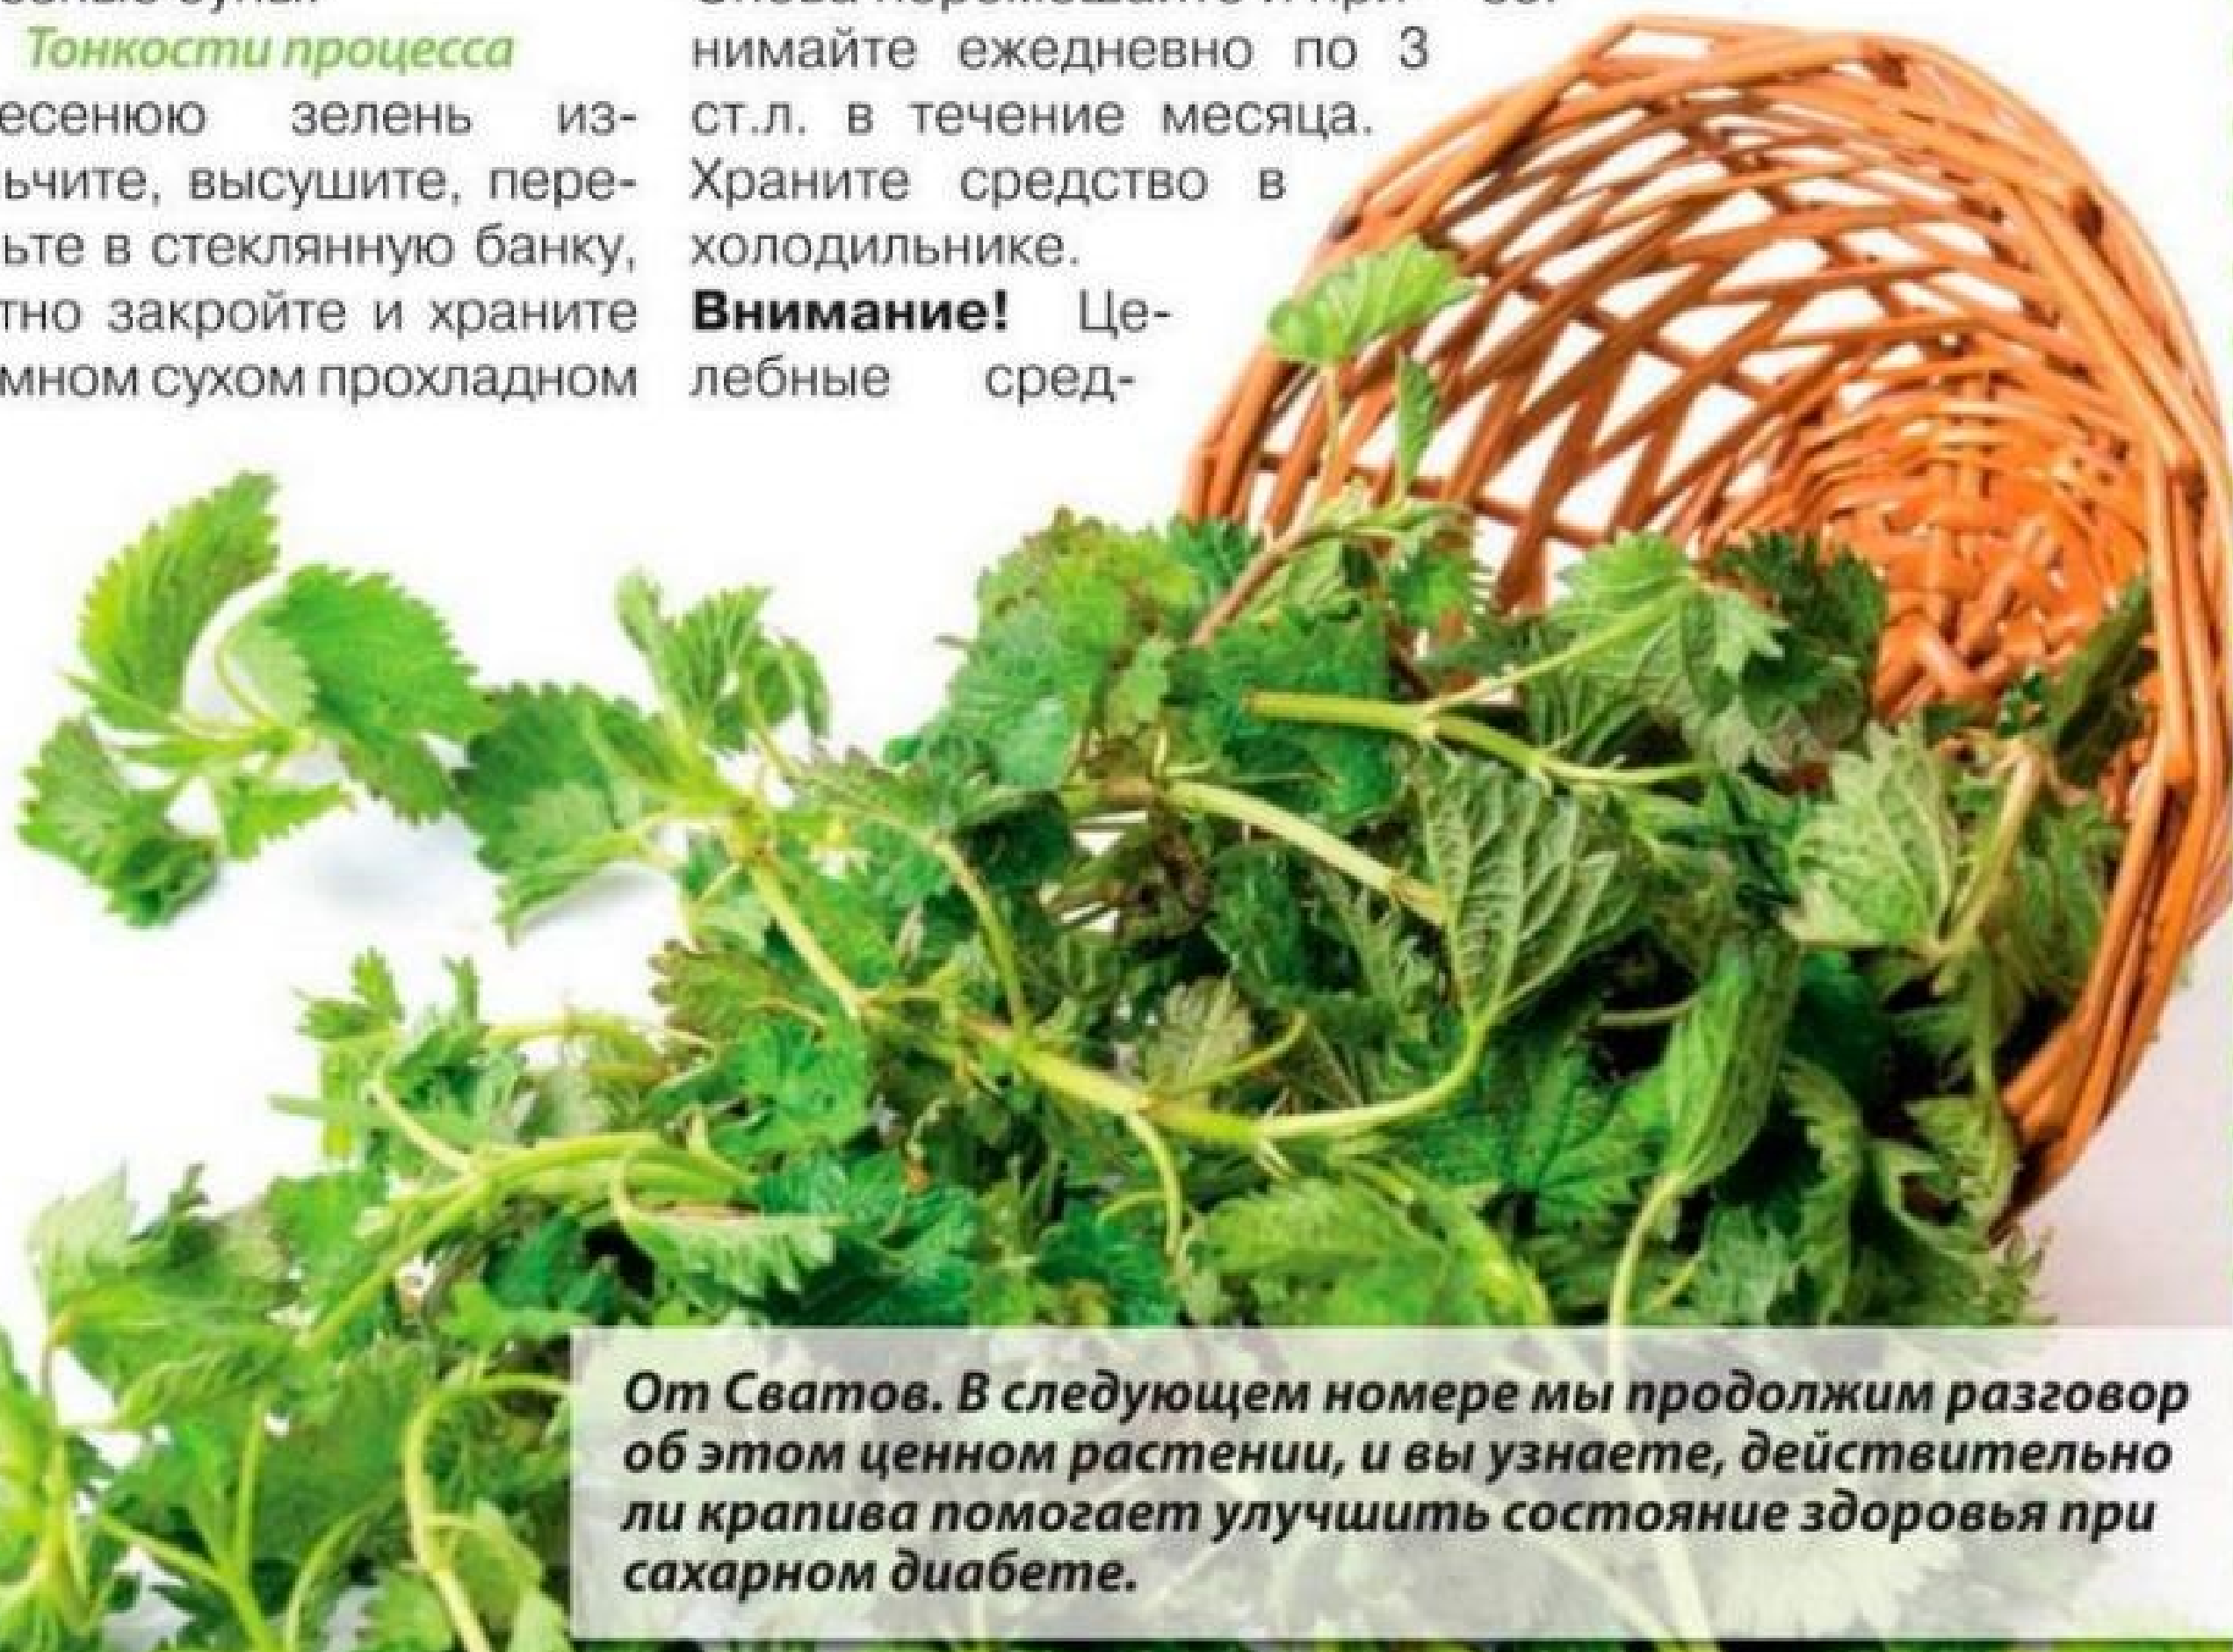 Тонкости процесса
есенюю зелень из-
ьчите, высушите, пере-
ьте в стеклянную банку,
тно закройте и храните
мном сухом прохладном
нимайте ежедневно по 3
ст.л. в течение месяца.
Храните средство в
холодильнике.
Внимание! Це-
лебные сред-
От Сватов. В следующем номере мы продолжим разговор
об этом ценном растении, и вы узнаете, действительно
ли крапива помогает улучшить состояние здоровья при
сахарном диабете.